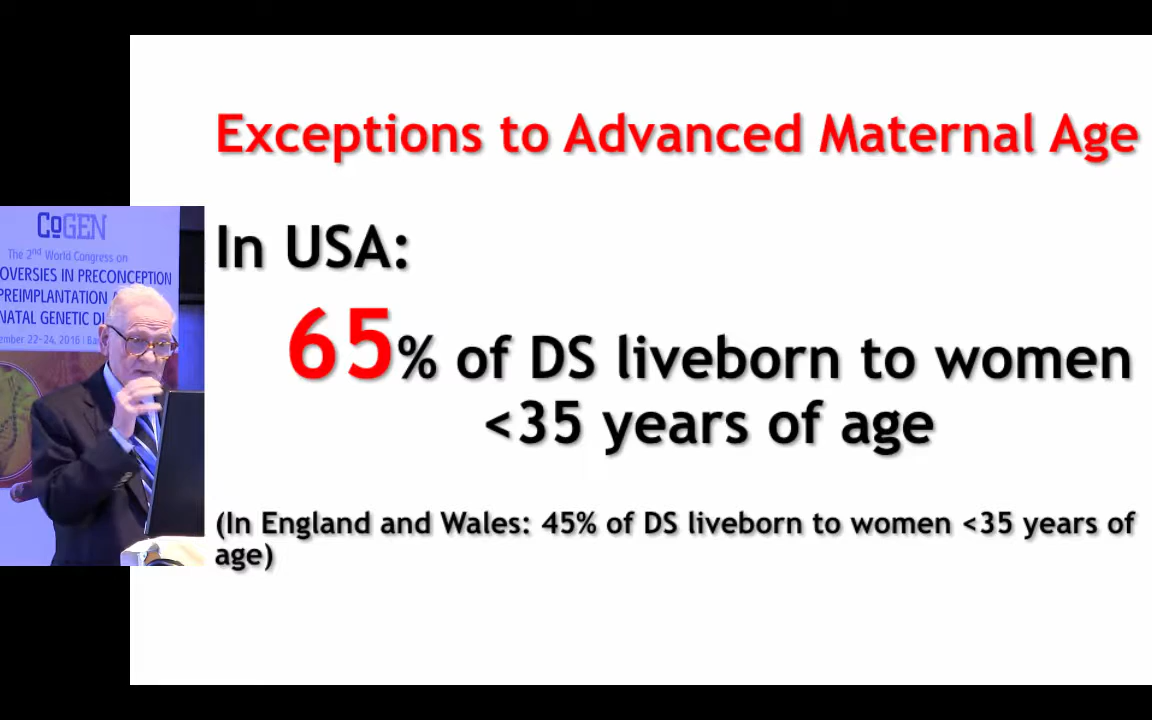 Exceptions to Advanced Maternal Age
In USA:
65% of DS liveborn to women
<35 years of age
(In England and Wales: 45% of DS liveborn to women <35 years of
age)
CoGEN
The 2nd World Congress on
OVERSIES IN PRECONCEPTION
PREIMPLANTATION
NATAL GENETIC DI
ember 22-24, 2016 | Ba